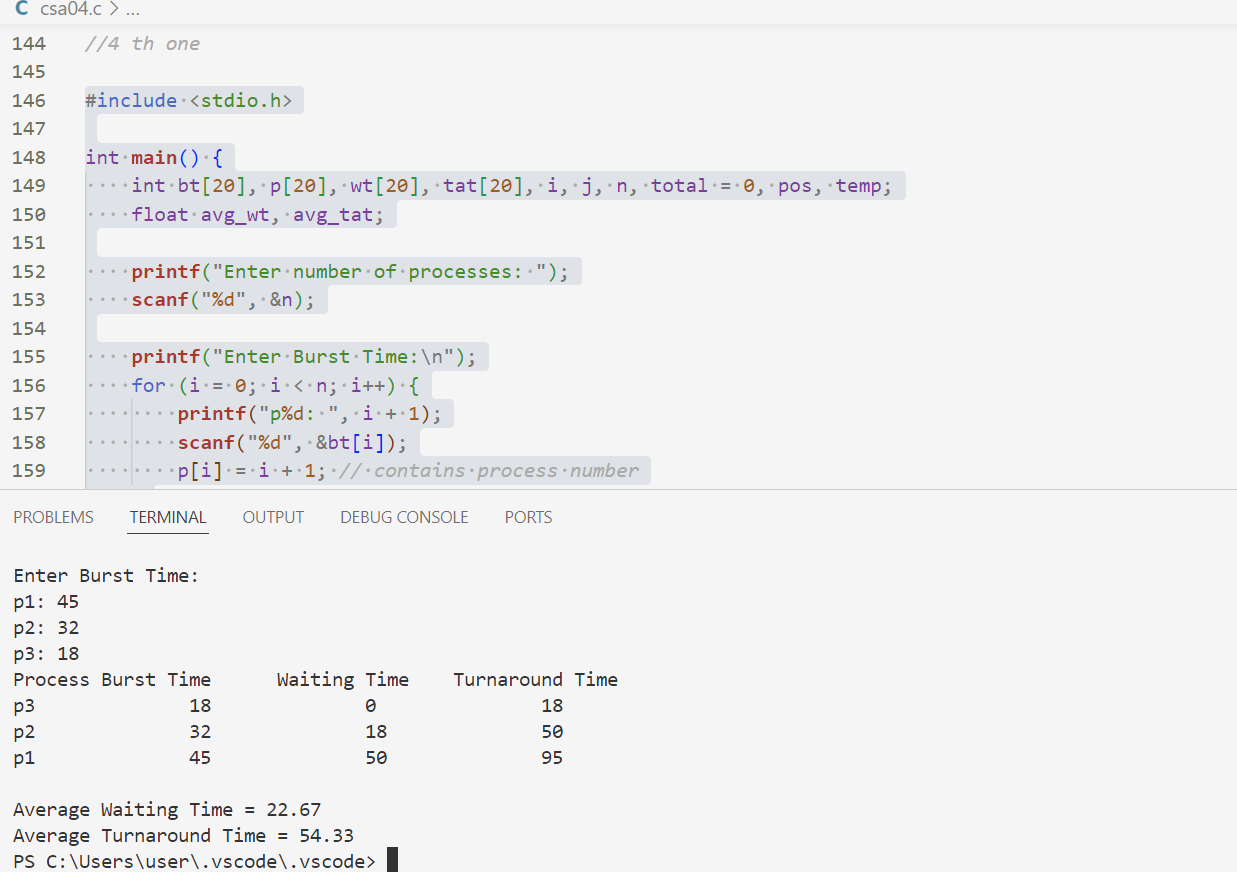 C csa04.c > ...
144 //4 th one
145
146 #include <stdio.h>
147
148 int main() {
149 int bt[20], p[20], wt[20], tat[20], i, j, n, total = 0, pos, temp;
150 float avg_wt, avg_tat;
151
152 printf("Enter number of processes: ");
153 scanf("%d", &n);
154
155 printf("Enter Burst Time:\n");
156 for (i = 0; i < n; i++) {
157 printf("p%d: ", i + 1);
158 scanf("%d", &bt[i]);
159 p[i] = i + 1; // contains process number
PROBLEMS TERMINAL OUTPUT DEBUG CONSOLE PORTS
Enter Burst Time:
p1: 45
p2: 32
p3: 18
Process Burst Time Waiting Time Turnaround Time
p3 18 0 18
p2 32 18 50
p1 45 50 95
Average Waiting Time = 22.67
Average Turnaround Time = 54.33
PS C:\Users\user\.vscode\.vscode>